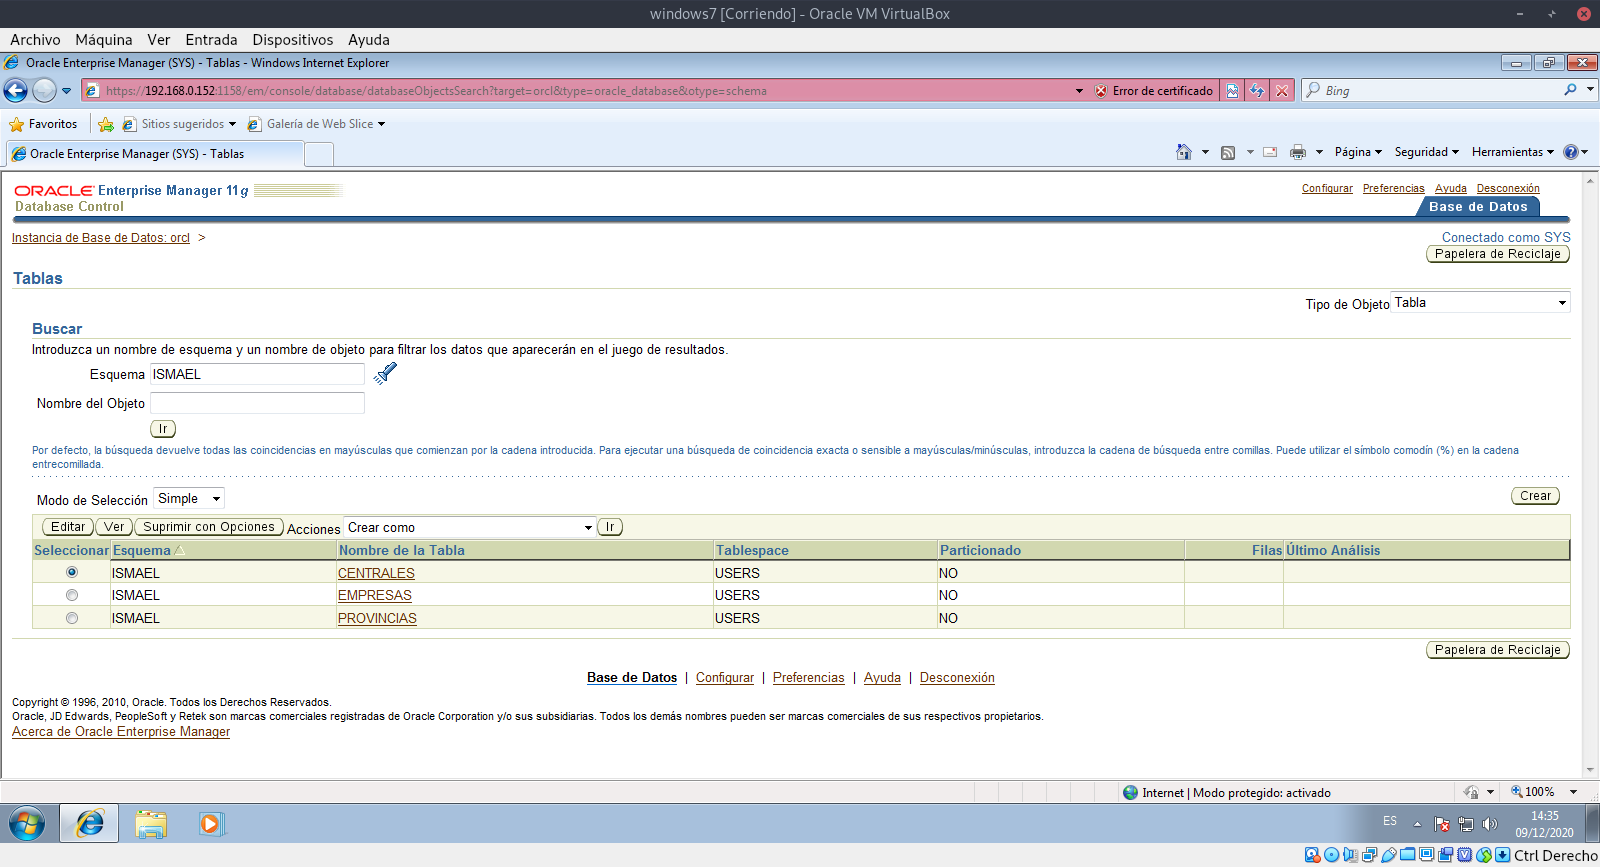 windows7 [Corriendo] - Oracle VM VirtualBox
Archivo Máquina Ver Entrada Dispositivos Ayuda
Oracle Enterprise Manager (SYS) - Tablas - Windows Internet Explorer
https://192.168.0.152:1158/em/console/database/databaseObjectsSearch?target=orcl&type=oracle_database&otype=schema Error de certificado Bing
Favoritos Sitios sugeridos Galería de Web Slice
Oracle Enterprise Manager (SYS) - Tablas Página Seguridad Herramientas
ORACLE Enterprise Manager 11g
Configurar Preferencias Ayuda Desconexión
Database Control
Base de Datos
Instancia de Base de Datos: orcl >
Conectado como SYS
Papelera de Reciclaje
Tablas
Tipo de Objeto Tabla
Buscar
Introduzca un nombre de esquema y un nombre de objeto para filtrar los datos que aparecerán en el juego de resultados.
Esquema ISMAEL
Nombre del Objeto
Ir
Por defecto, la búsqueda devuelve todas las coincidencias en mayúsculas que comienzan por la cadena introducida. Para ejecutar una búsqueda de coincidencia exacta o sensible a mayúsculas/minúsculas, introduzca la cadena de búsqueda entre comillas. Puede utilizar el símbolo comodín (%) en la cadena
entrecomillada.
Modo de Selección Simple
Crear
Editar Ver Suprimir con Opciones Acciones Crear como Ir
Seleccionar Esquema Nombre de la Tabla Tablespace Particionado Filas Último Análisis
ISMAEL CENTRALES USERS NO
ISMAEL EMPRESAS USERS NO
ISMAEL PROVINCIAS USERS NO
Papelera de Reciclaje
Base de Datos | Configurar | Preferencias | Ayuda | Desconexión
Copyright © 1996, 2010, Oracle. Todos los Derechos Reservados.
Oracle, JD Edwards, PeopleSoft y Retek son marcas comerciales registradas de Oracle Corporation y/o sus subsidiarias. Todos los demás nombres pueden ser marcas comerciales de sus respectivos propietarios.
Acerca de Oracle Enterprise Manager
Internet | Modo protegido: activado 100%
ES 14:35
09/12/2020
Ctrl Derecho